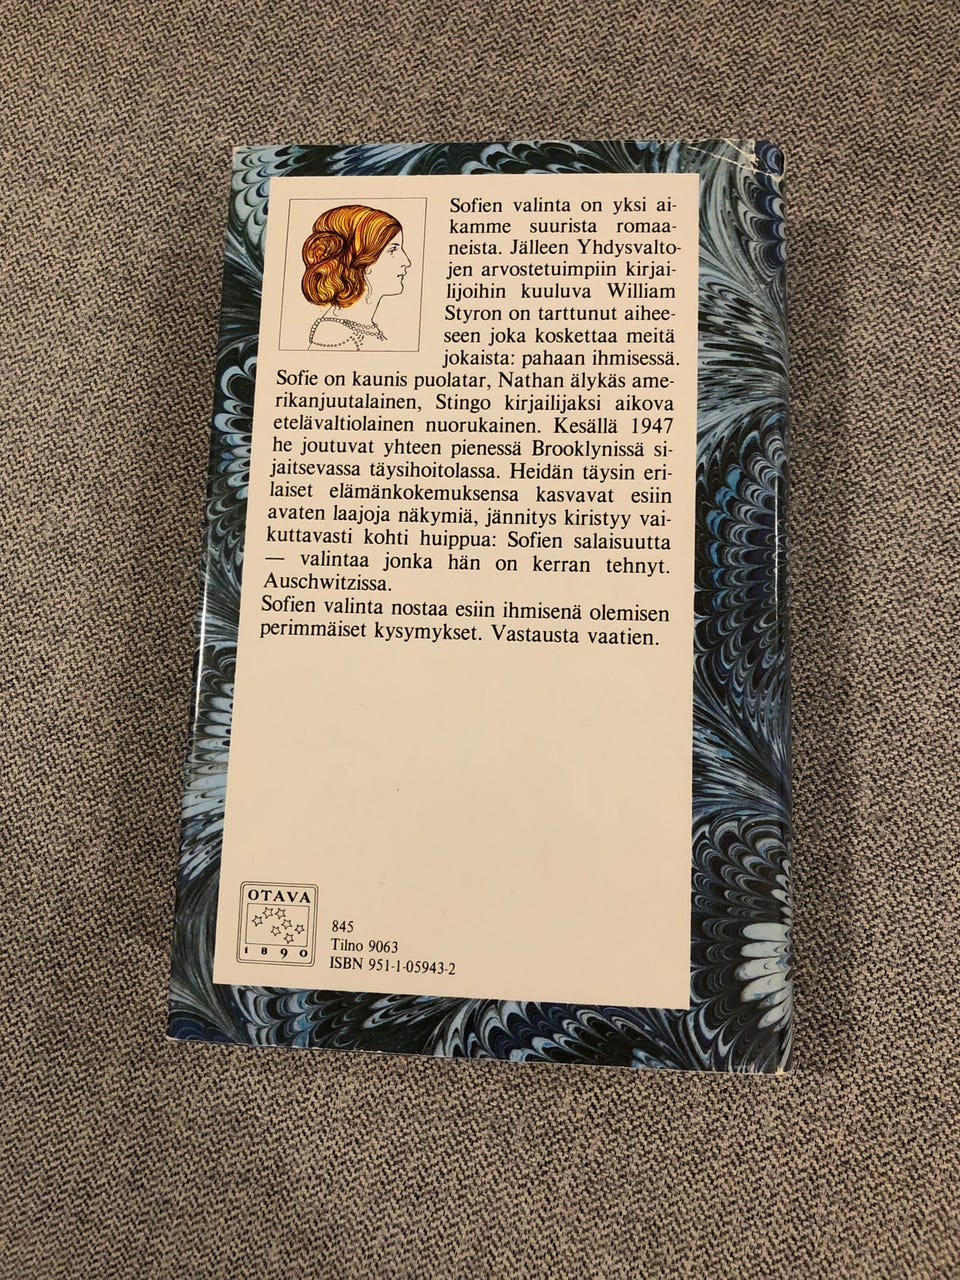 Sofien valinta on yksi ai-
kamme suurista romaa-
neista. Jälleen Yhdysvalto-
jen arvostetuimpiin kirjai-
lijoihin kuuluva William
Styron on tarttunut aihee-
seen joka koskettaa meitä
jokaista: pahaan ihmisessä.
Sofie on kaunis puolatar, Nathan älykäs ame-
rikanjuutalainen, Stingo kirjailijaksi aikova
etelävaltiolainen nuorukainen. Kesällä 1947
he joutuvat yhteen pienessä Brooklynissä si-
jaitsevassa täysihoitolassa. Heidän täysin eri-
laiset elämänkokemuksensa kasvavat esiin
avaten laajoja näkymiä, jännitys kiristyy vai-
kuttavasti kohti huippua: Sofien salaisuutta
— valintaa jonka hän on kerran tehnyt.
Auschwitzissa.
Sofien valinta nostaa esiin ihmisenä olemisen
perimmäiset kysymykset. Vastausta vaatien.
OTAVA
1890
845
Tilno 9063
ISBN 951-1-05943-2